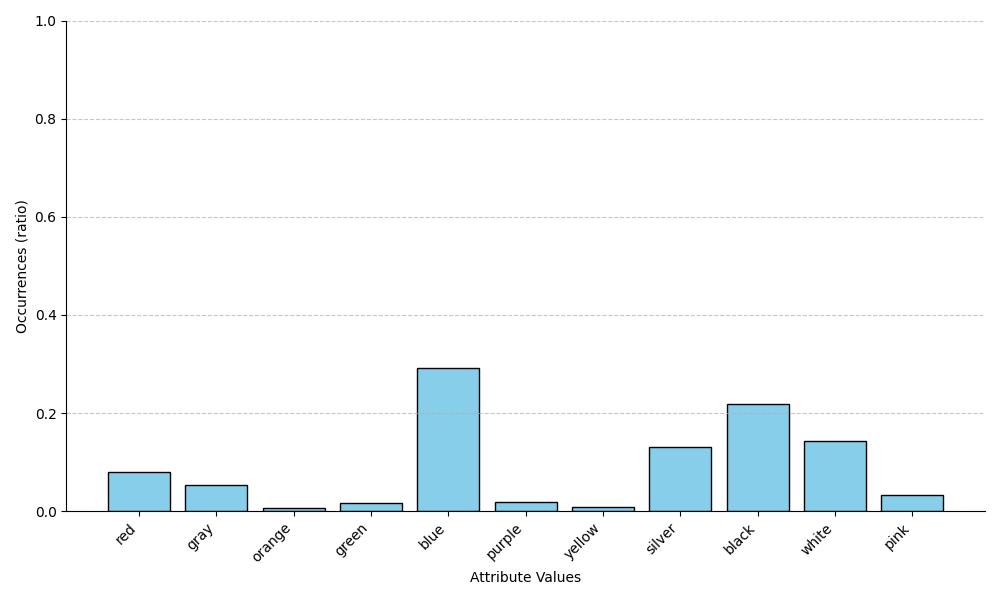 1.0
0.8
0.6
0.4
0.2
0.0
Occurrences (ratio)
red
gray
orange
green
blue
purple
yellow
silver
black
white
pink
Attribute Values